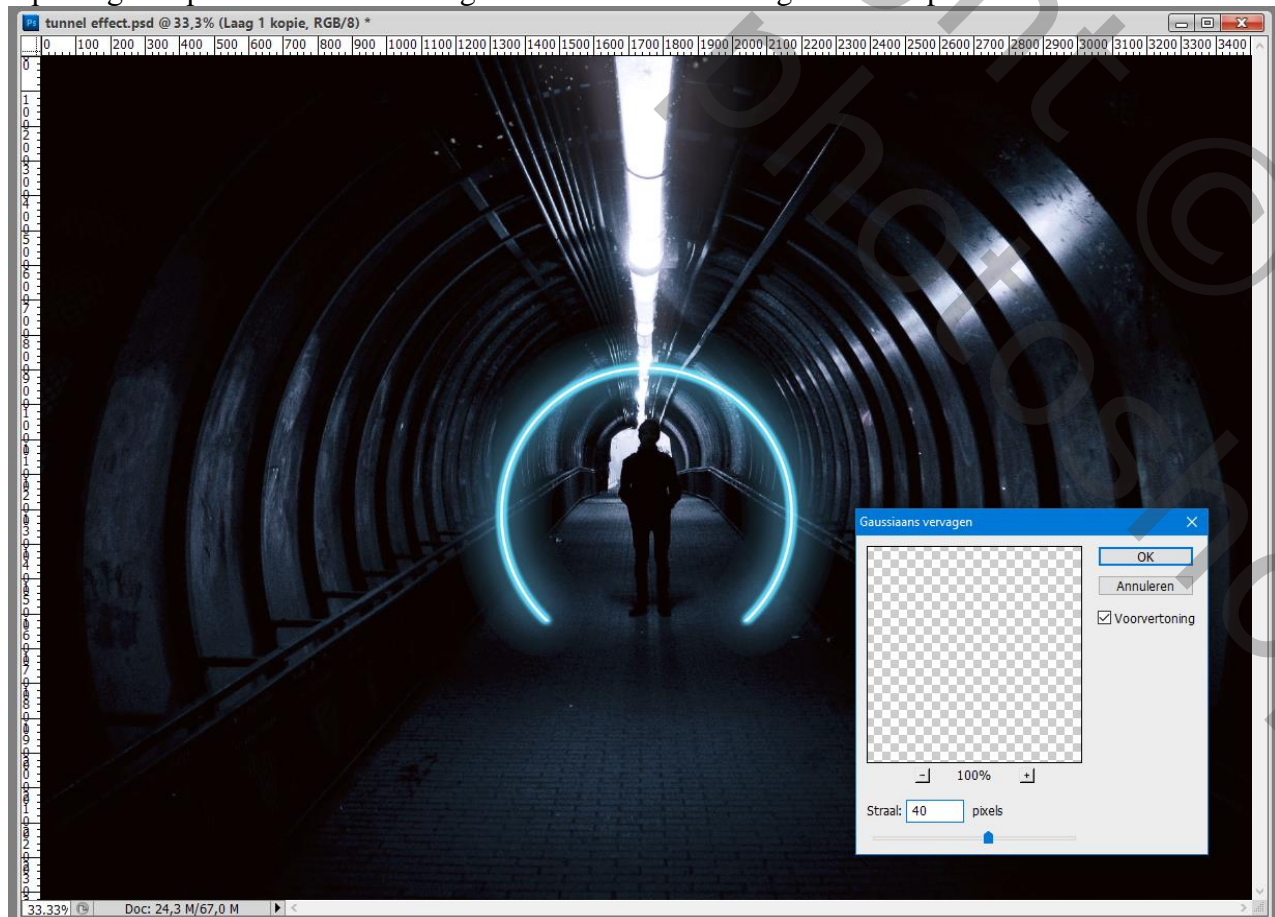 tunnel effect.psd @ 33,3% (Laag 1 kopie, RGB/8) *
0 100 200 300 400 500 600 700 800 900 1000 1100 1200 1300 1400 1500 1600 1700 1800 1900 2000 2100 2200 2300 2400 2500 2600 2700 2800 2900 3000 3100 3200 3300 3400
Gaussiaans vervagen
OK
Annuleren
Voorvertoning
100%
Straal: 40 pixels
33.33% Doc: 24,3 M/67,0 M